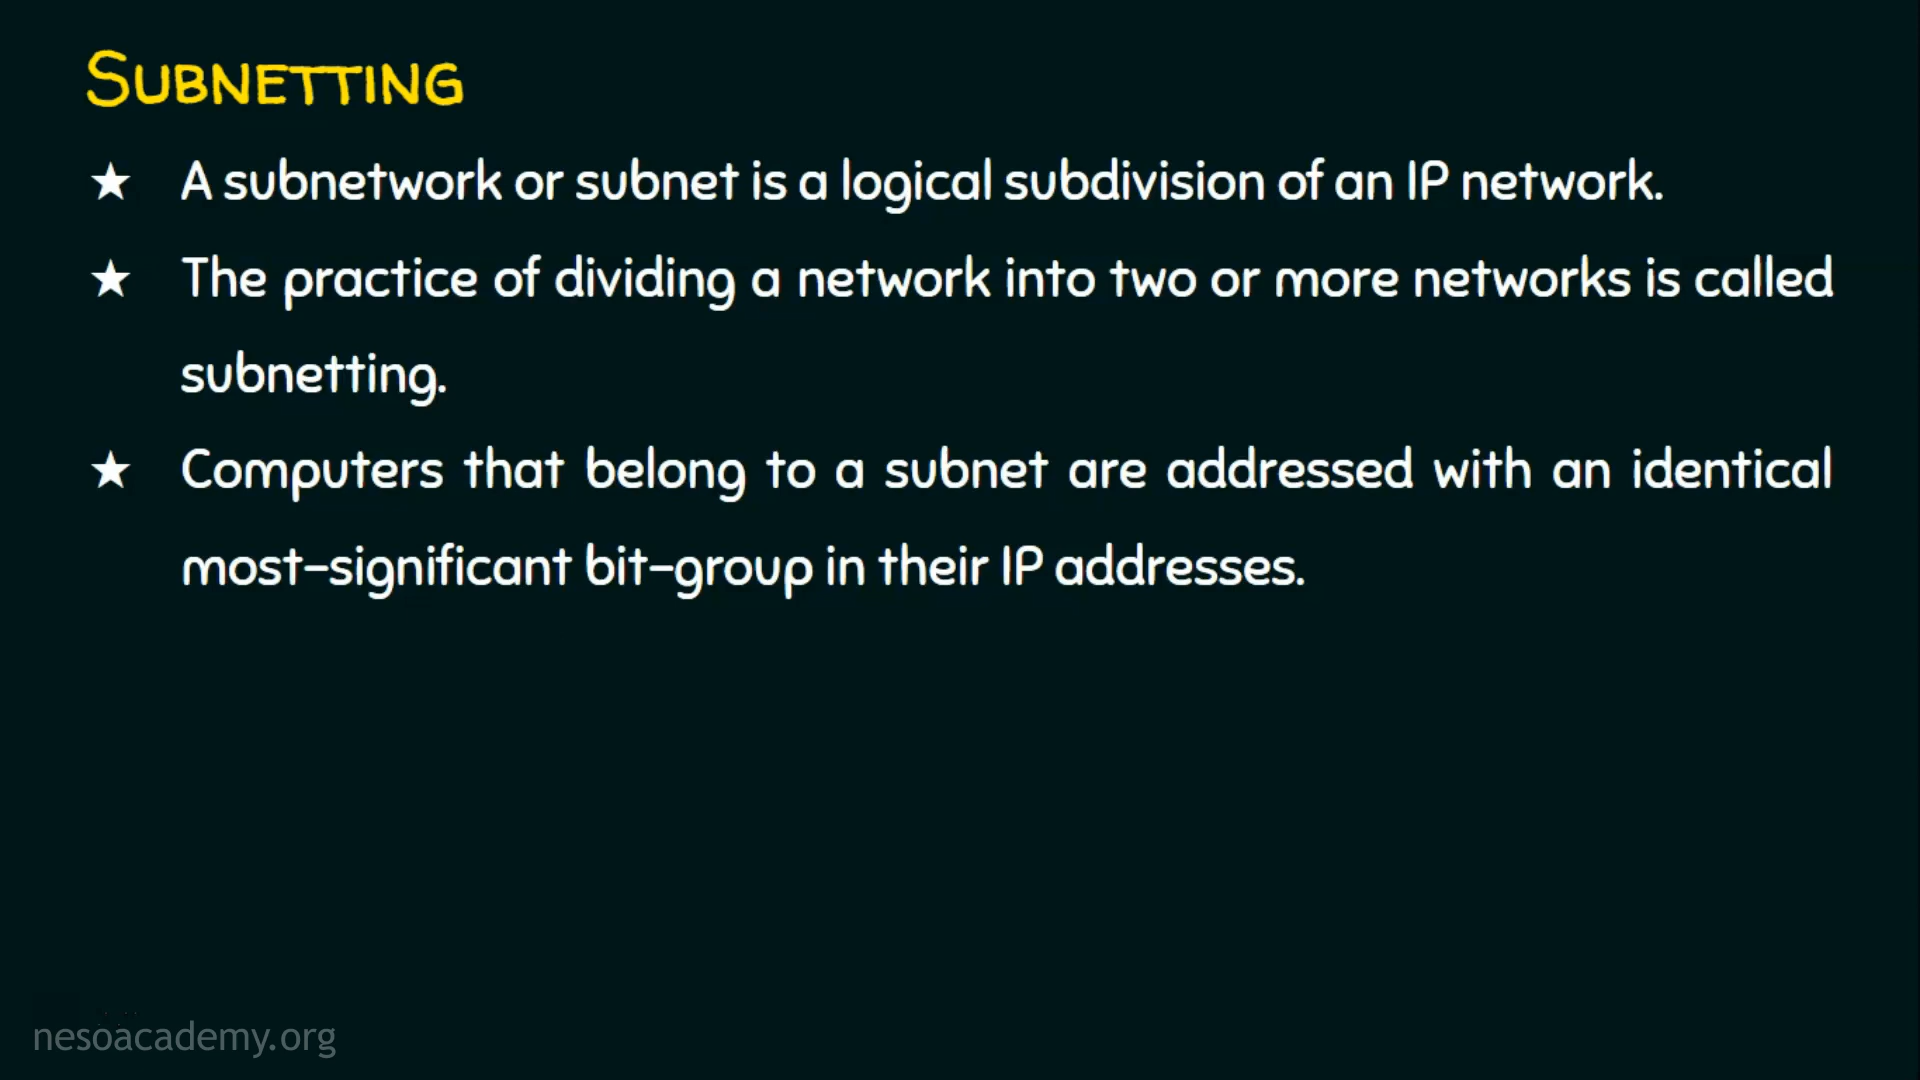 SUBNETTING
★ A subnetwork or subnet is a logical subdivision of an IP network.
★ The practice of dividing a network into two or more networks is called
subnetting.
★ Computers that belong to a subnet are addressed with an identical
most-significant bit-group in their IP addresses.
nesoacademy.org